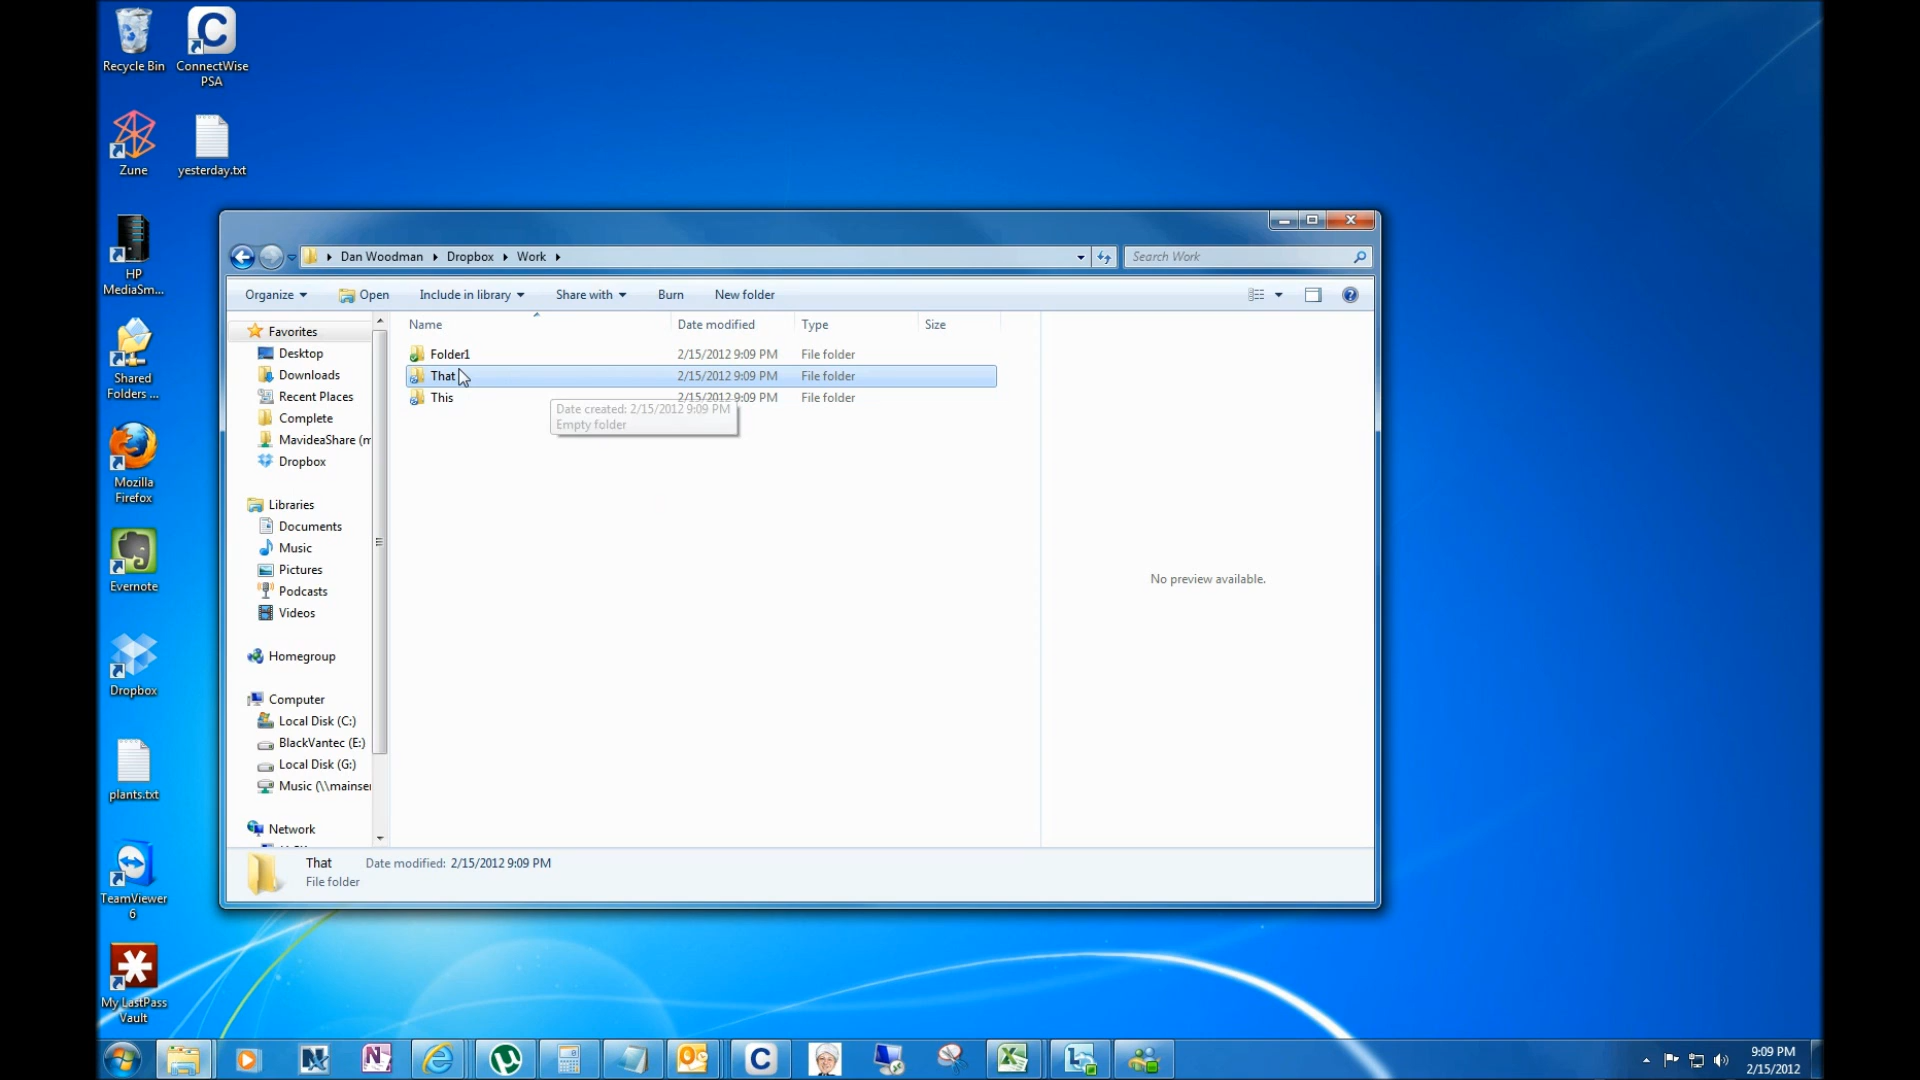 Recycle Bin
ConnectWise
PSA
Zune
yesterday.txt
HP
MediaSm...
Shared
Folders ...
Mozilla
Firefox
Evernote
Dropbox
plants.txt
TeamViewer
6
My LastPass
Vault
Dan Woodman Dropbox Work
Search Work
Organize Open Include in library Share with Burn New folder
Favorites
Desktop
Downloads
Recent Places
Complete
MavideaShare (m
Dropbox
Libraries
Documents
Music
Pictures
Podcasts
Videos
Homegroup
Computer
Local Disk (C:)
BlackVantec (E:)
Local Disk (G:)
Music (\\mainser
Network
Name Date modified Type Size
Folder1 2/15/2012 9:09 PM File folder
That 2/15/2012 9:09 PM File folder
This 2/15/2012 9:09 PM File folder
Date created: 2/15/2012 9:09 PM
Empty folder
No preview available.
That Date modified: 2/15/2012 9:09 PM
File folder
9:09 PM
2/15/2012